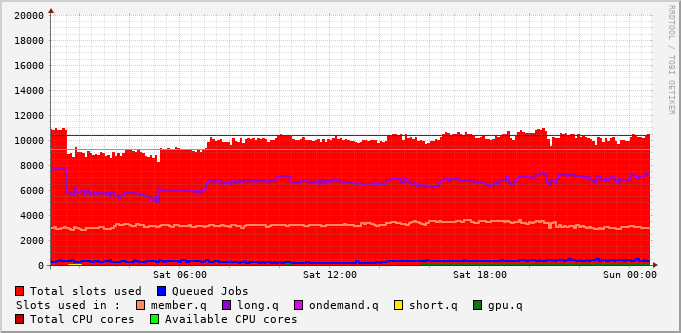 20000
18000
16000
14000
12000
10000
8000
6000
4000
2000
0
Sat 06:00 Sat 12:00 Sat 18:00 Sun 00:00
RRDTOOL / TOBI OETIKER
Total slots used Queued Jobs
Slots used in : member.q long.q ondemand.q short.q gpu.q
Total CPU cores Available CPU cores